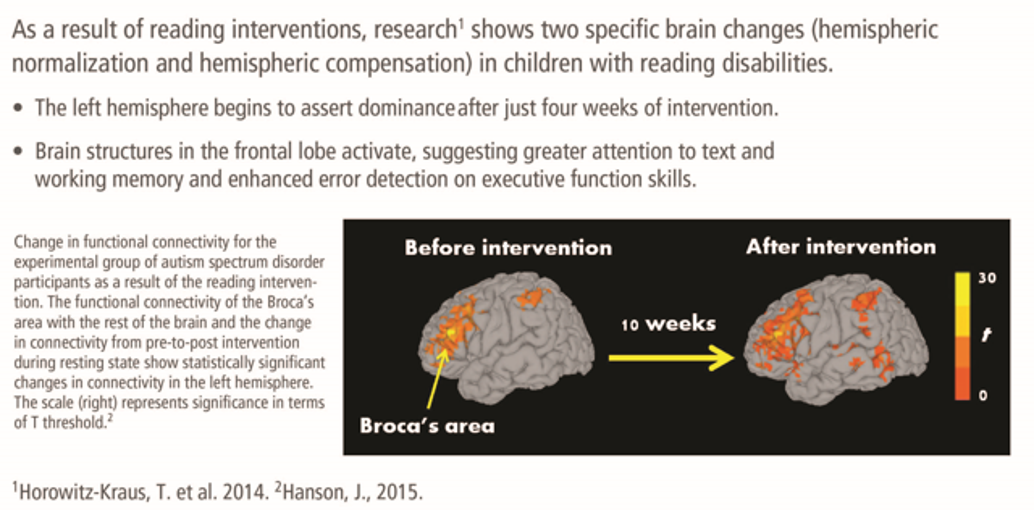 As a result of reading interventions, research¹ shows two specific brain changes (hemispheric
normalization and hemispheric compensation) in children with reading disabilities.
• The left hemisphere begins to assert dominance after just four weeks of intervention.
• Brain structures in the frontal lobe activate, suggesting greater attention to text and
working memory and enhanced error detection on executive function skills.
Change in functional connectivity for the
experimental group of autism spectrum disorder
participants as a result of the reading interven-
tion. The functional connectivity of the Broca's
area with the rest of the brain and the change
in connectivity from pre-to-post intervention
during resting state show statistically significant
changes in connectivity in the left hemisphere.
The scale (right) represents significance in terms
of T threshold.²
Before intervention
After intervention
10 weeks
Broca's area
30
t
0
¹Horowitz-Kraus, T. et al. 2014. ²Hanson, J., 2015.